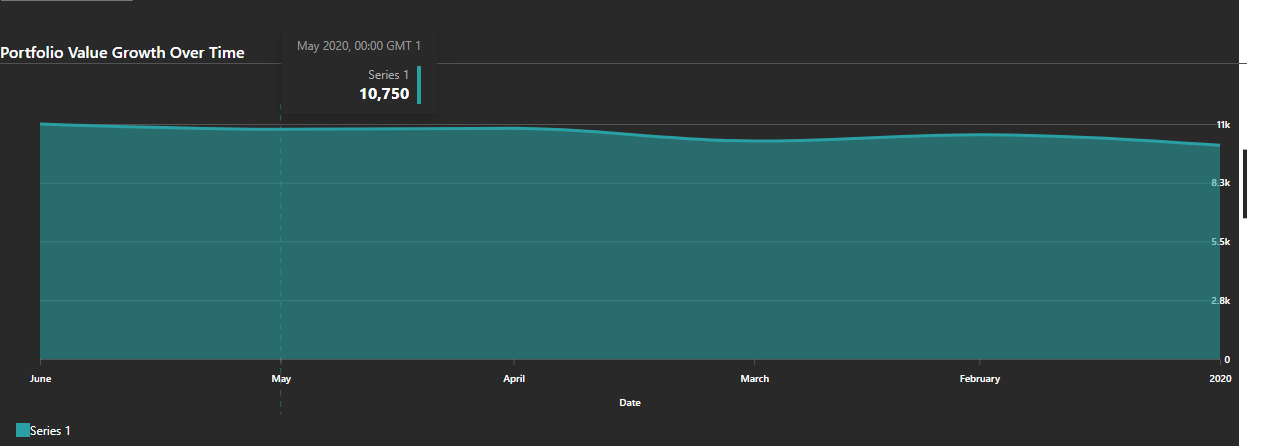 May 2020, 00:00 GMT 1
Portfolio Value Growth Over Time
Series 1
10,750
11k
8.3k
5.5k
2.8k
0
June May April March February 2020
Date
Series 1